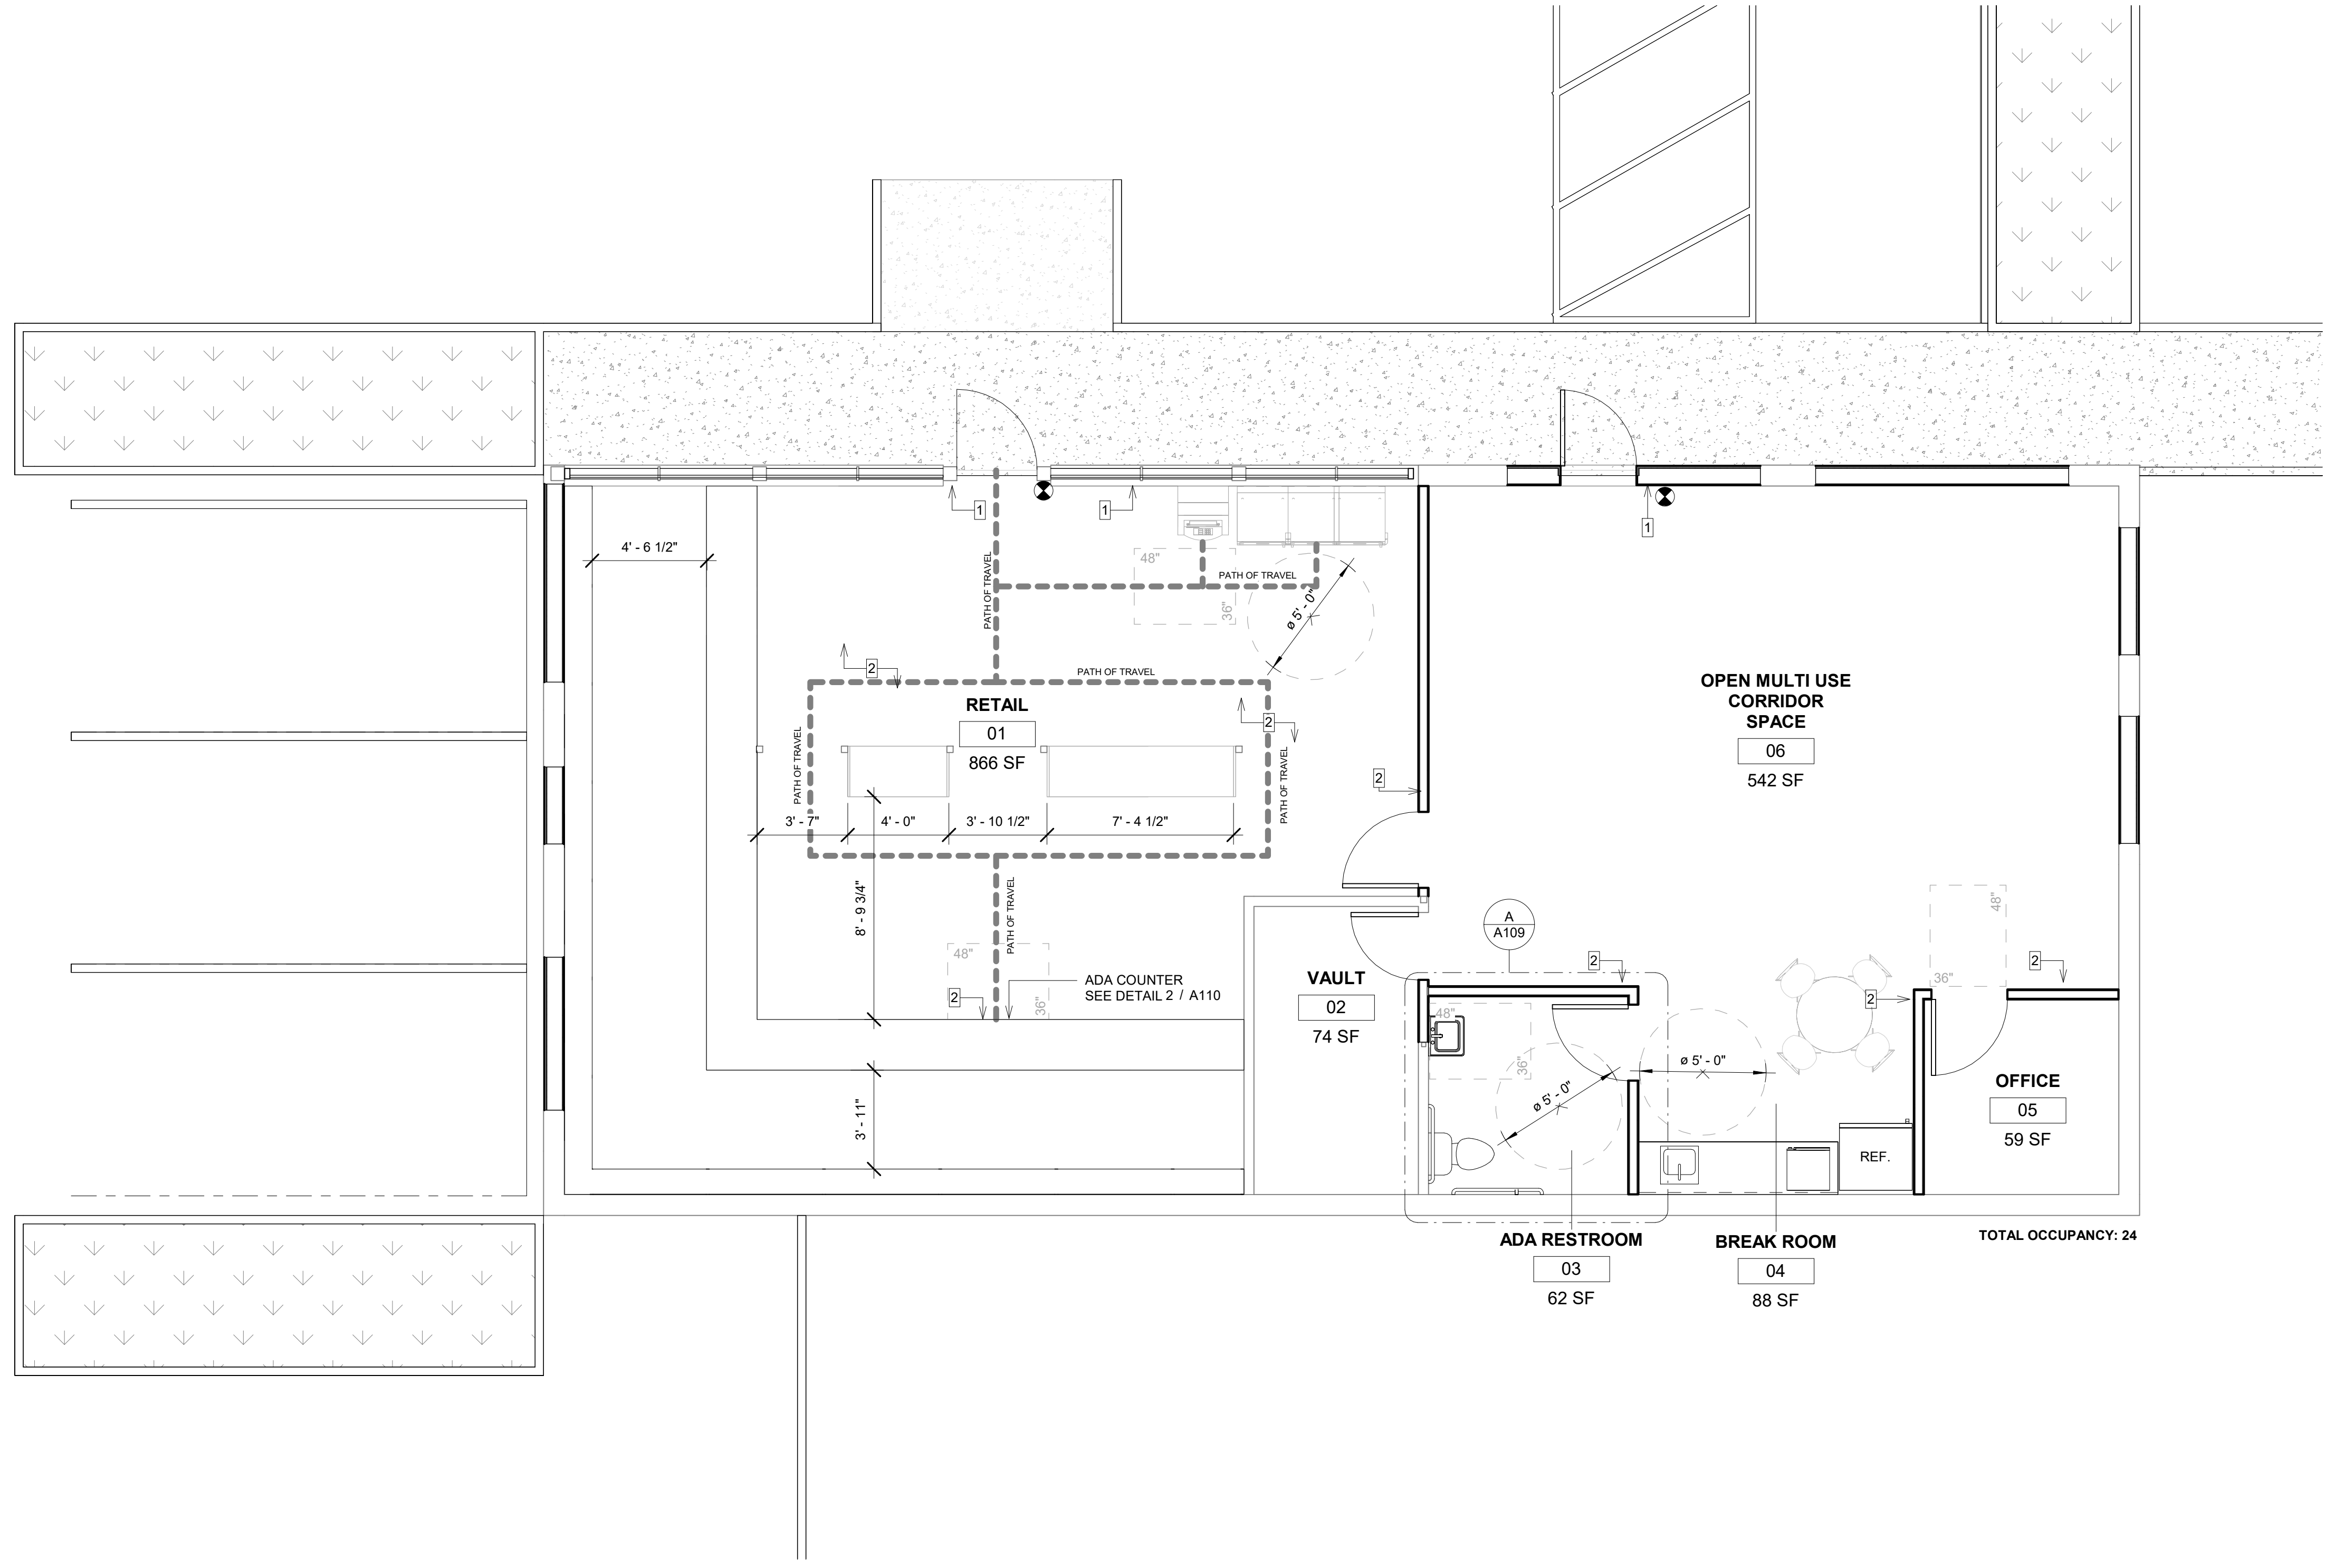 4' - 6 1/2"
1
1
1
48"
36"
PATH OF TRAVEL
ø 5' - 0"
PATH OF TRAVEL
2
PATH OF TRAVEL
RETAIL
01
866 SF
2
PATH OF TRAVEL
PATH OF TRAVEL
2
3' - 7"
4' - 0"
3' - 10 1/2"
7' - 4 1/2"
8' - 9 3/4"
PATH OF TRAVEL
48"
36"
2
ADA COUNTER
SEE DETAIL 2 / A110
3' - 11"
OPEN MULTI USE
CORRIDOR
SPACE
06
542 SF
A
A109
VAULT
02
74 SF
2
48"
36"
ø 5' - 0"
ø 5' - 0"
2
48"
36"
2
OFFICE
05
59 SF
REF.
ADA RESTROOM
03
62 SF
BREAK ROOM
04
88 SF
TOTAL OCCUPANCY: 24